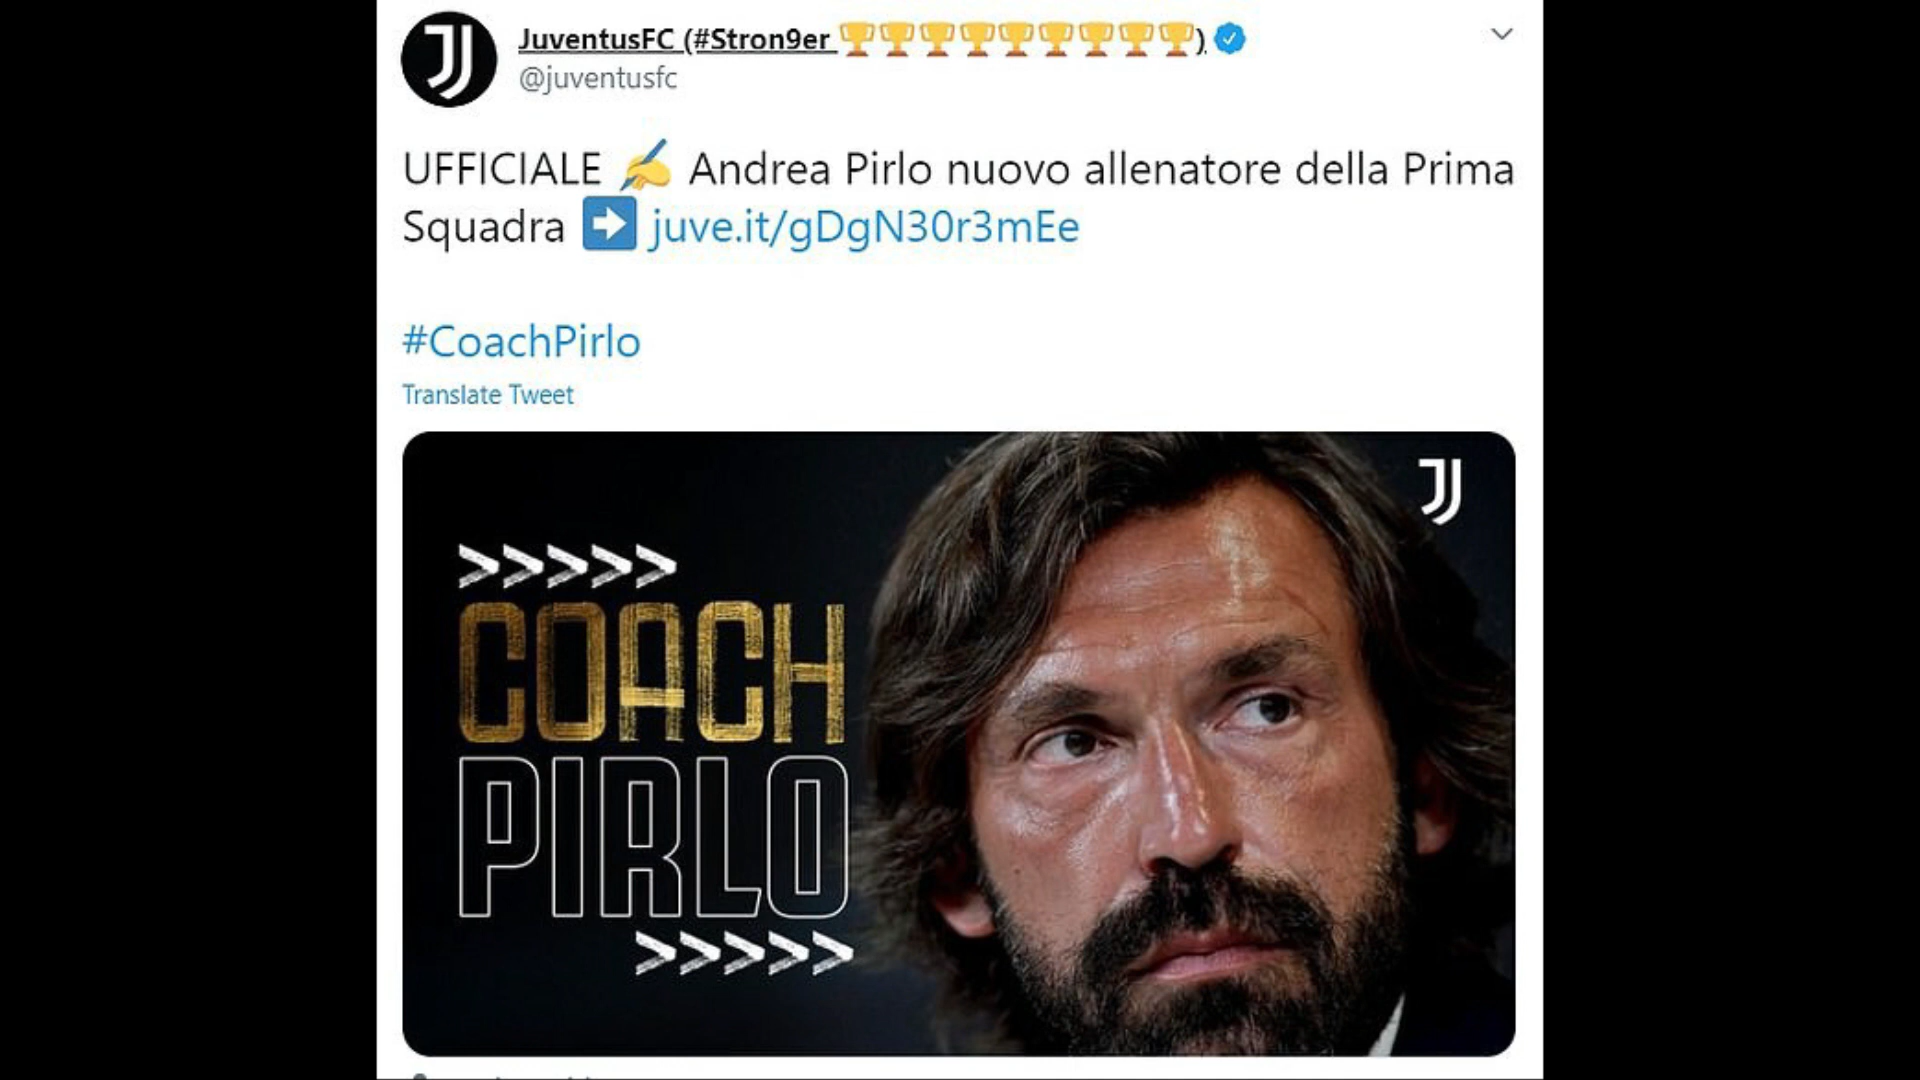 JuventusFC (#Stron9er 🏆🏆🏆🏆🏆🏆🏆🏆🏆)
@juventusfc
UFFICIALE ✍ Andrea Pirlo nuovo allenatore della Prima
Squadra ➡ juve.it/gDgN30r3mEe
#CoachPirlo
Translate Tweet
>>>>>
COACH
PIRLO
>>>>>